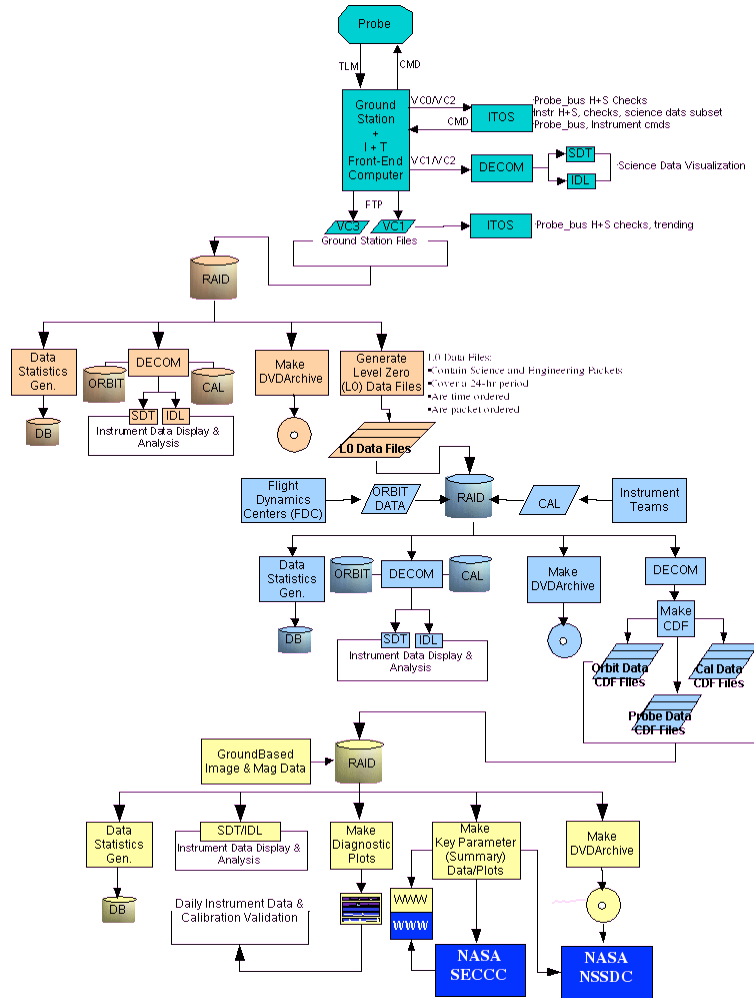 Probe
TLM
CMD
Ground
Station
+
I + T
Front-End
Computer
VC0/VC2
CMD
ITOS
Probe_bus H+S Checks
Instr H+S, checks, science dats subset
Probe_bus, Instrument cmds
VC1/VC2
DECOM
SDT
IDL
Science Data Visualization
FTP
VC3
VC1
ITOS
Probe_bus H+S checks, trending
Ground Station Files
RAID
Data
Statistics
Gen.
DB
DECOM
ORBIT
CAL
SDT
IDL
Instrument Data Display &
Analysis
Make
DVDArchive
Generate
Level Zero
(L0) Data Files
L0 Data Files:
•Contain Science and Engineering Packets
•Cover a 24-hr period
•Are time ordered
•Are packet ordered
L0 Data Files
Flight
Dynamics
Centers (FDC)
ORBIT
DATA
RAID
CAL
Instrument
Teams
Data
Statistics
Gen.
DB
ORBIT
DECOM
CAL
SDT
IDL
Instrument Data Display &
Analysis
Make
DVDArchive
DECOM
Make
CDF
Orbit Data
CDF Files
Cal Data
CDF Files
Probe Data
CDF Files
GroundBased
Image & Mag Data
RAID
Data
Statistics
Gen.
DB
SDT/IDL
Instrument Data Display &
Analysis
Make
Diagnostic
Plots
Make
Key Parameter
(Summary)
Data/Plots
Make
DVDArchive
Daily Instrument Data &
Calibration Validation
WWW
WWW
NASA
SECCC
NASA
NSSDC